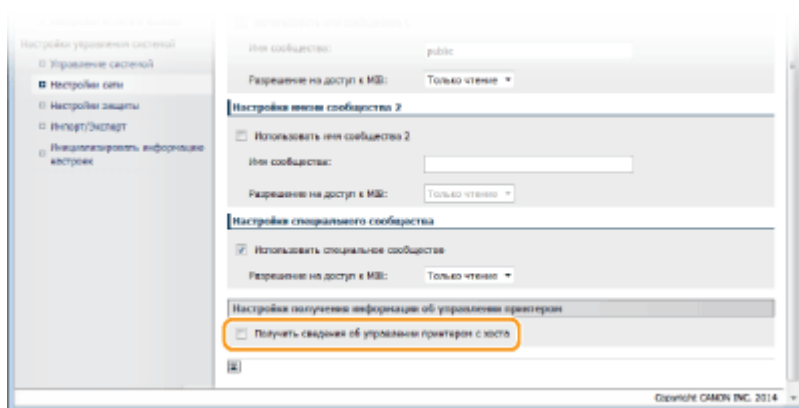 Настройки управления системой
Управление системой
Настройки сети
Настройки защиты
Импорт/Экспорт
Инициализировать информацию настроек
Имя сообщества:
public
Разрешение на доступ к MIB:
Только чтение
Настройки имени сообщества 2
Использовать имя сообщества 2
Имя сообщества:
Разрешение на доступ к MIB:
Только чтение
Настройки специального сообщества
Использовать специальное сообщество
Разрешение на доступ к MIB:
Только чтение
Настройки получения информации об управлении принтером
Получить сведения об управлении принтером с хоста
Copyright CANON INC. 2014